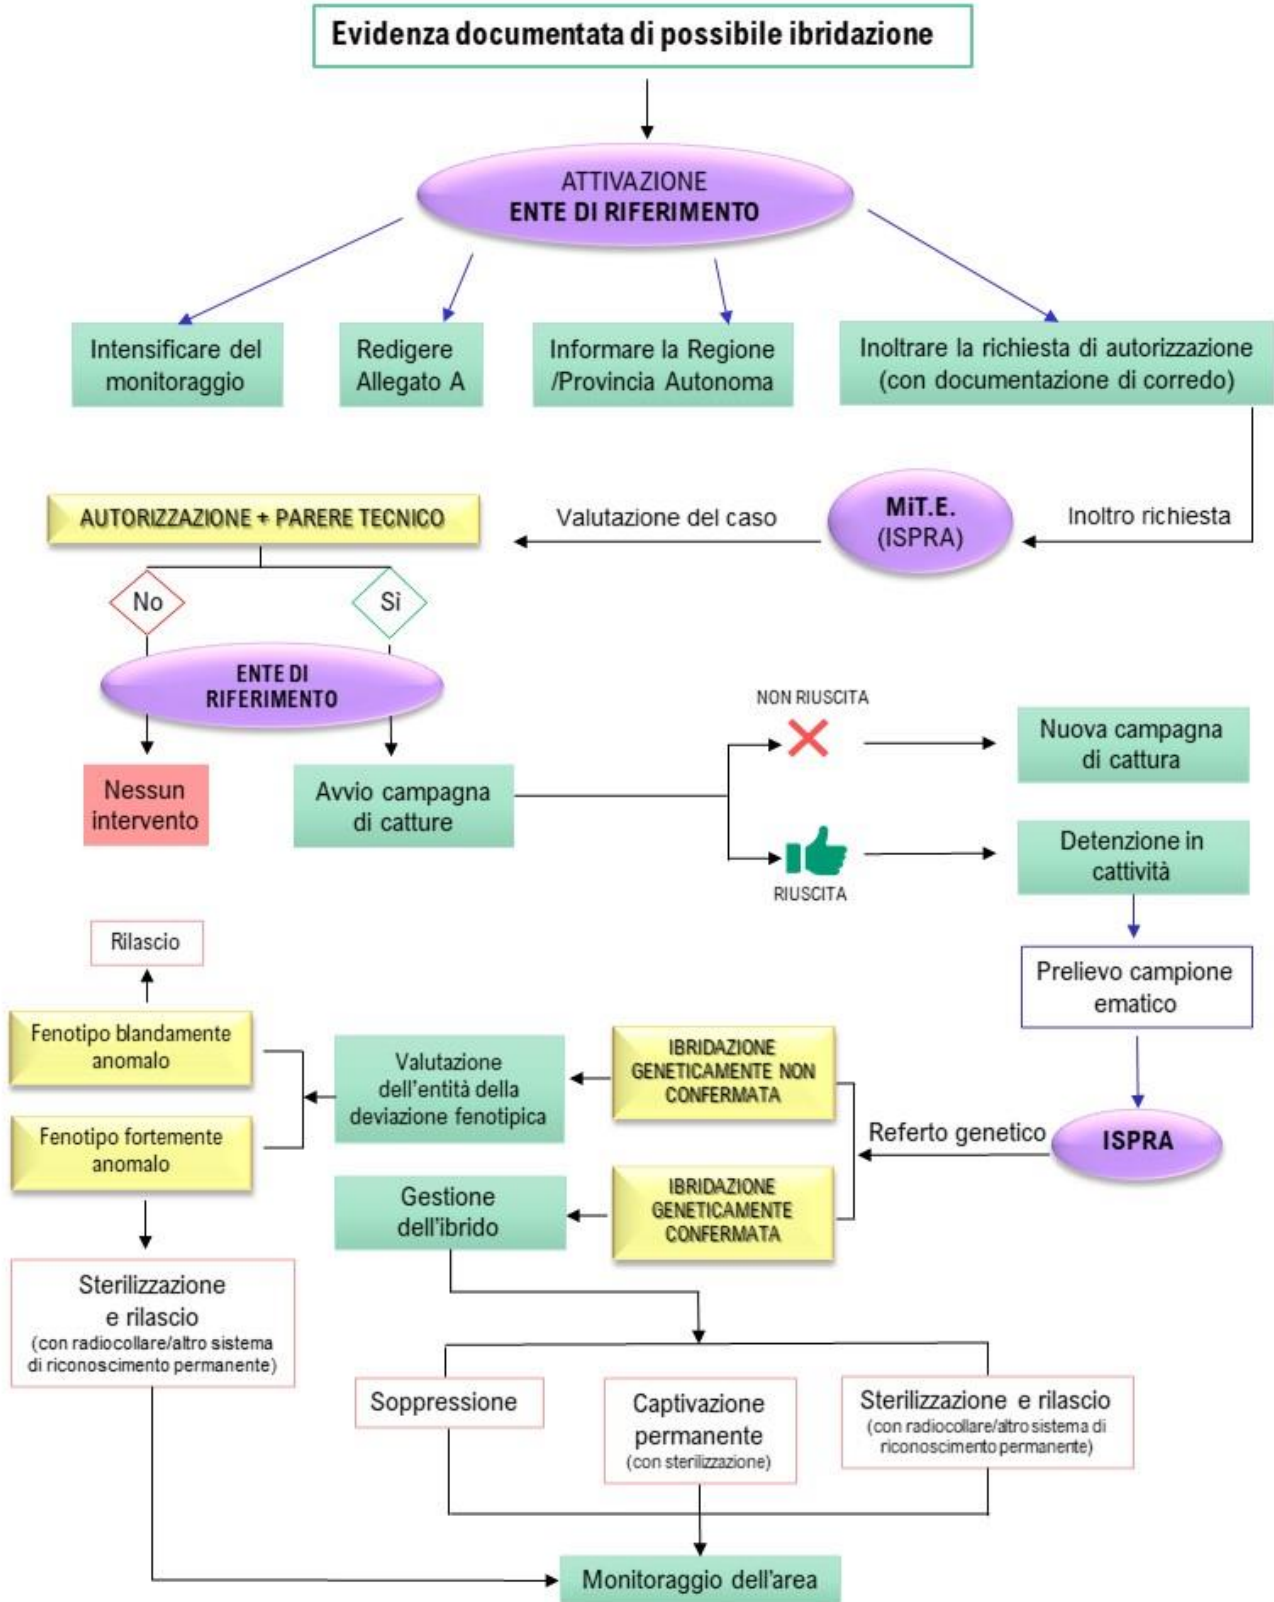 Evidenza documentata di possibile ibridazione
ATTIVAZIONE
ENTE DI RIFERIMENTO
Intensificare del
monitoraggio
Redigere
Allegato A
Informare la Regione
/Provincia Autonoma
Inoltrare la richiesta di autorizzazione
(con documentazione di corredo)
AUTORIZZAZIONE + PARERE TECNICO
Valutazione del caso
MiT.E.
(ISPRA)
Inoltro richiesta
No
Sì
ENTE DI
RIFERIMENTO
Nessun
intervento
Avvio campagna
di catture
NON RIUSCITA
Nuova campagna
di cattura
RIUSCITA
Detenzione in
cattività
Prelievo campione
ematico
ISPRA
Referto genetico
IBRIDAZIONE
GENETICAMENTE NON
CONFERMATA
IBRIDAZIONE
GENETICAMENTE
CONFERMATA
Valutazione
dell'entità della
deviazione fenotipica
Gestione
dell'ibrido
Rilascio
Fenotipo blandamente
anomalo
Fenotipo fortemente
anomalo
Sterilizzazione
e rilascio
(con radiocollare/altro sistema
di riconoscimento permanente)
Soppressione
Captivazione
permanente
(con sterilizzazione)
Sterilizzazione e rilascio
(con radiocollare/altro sistema di
riconoscimento permanente)
Monitoraggio dell'area